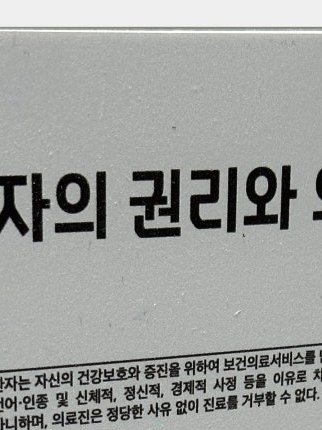 자의 권리와
자는 자신의 건강보호와 증진을 위하여 보건의료서비스를
언어·인종 및 신체적, 정신적, 경제적 사정 등을 이유로
아니하며, 의료진은 정당한 사유 없이 진료를 거부할 수 없다.